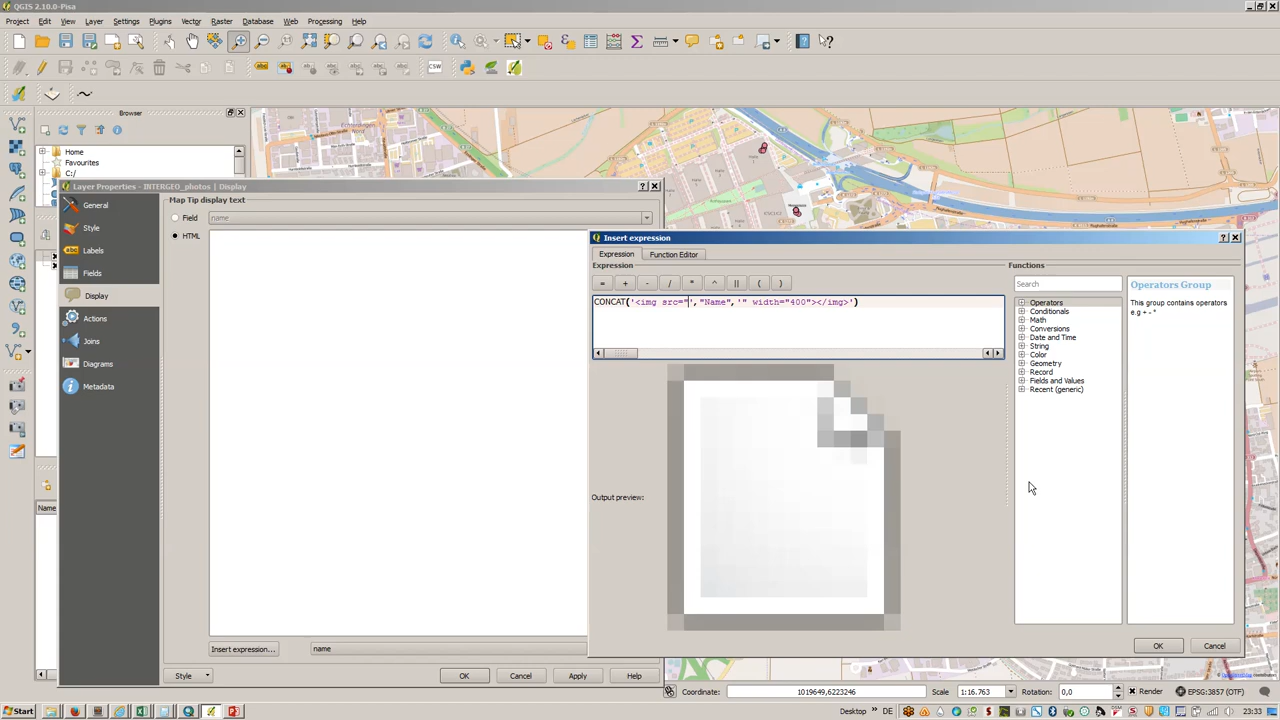 QGIS 2.10.0-Pisa
Project Edit View Layer Settings Plugins Vector Raster Database Web Processing Help
CSW
Browser
Home
Favourites
C:/
Layer Properties - INTERGEO_photos | Display
General
Style
Labels
Fields
Display
Actions
Joins
Diagrams
Metadata
Map Tip display text
Field
name
HTML
Insert expression...
name
Style
OK
Cancel
Apply
Help
Name
Insert expression
Expression
Function Editor
Expression
= + - / * ^ || ( )
CONCAT('<img src="',"Name",'" width="400"></img>')
Output preview:
Functions
Search
Operators
Conditionals
Math
Conversions
Date and Time
String
Color
Geometry
Record
Fields and Values
Recent (generic)
Operators Group
This group contains operators
e.g + - *
OK
Cancel
Coordinate: 1019649,6223246 Scale 1:16.763 Rotation: 0,0 Render EPSG:3857 (OTF)
Start
Desktop
DE
23:33